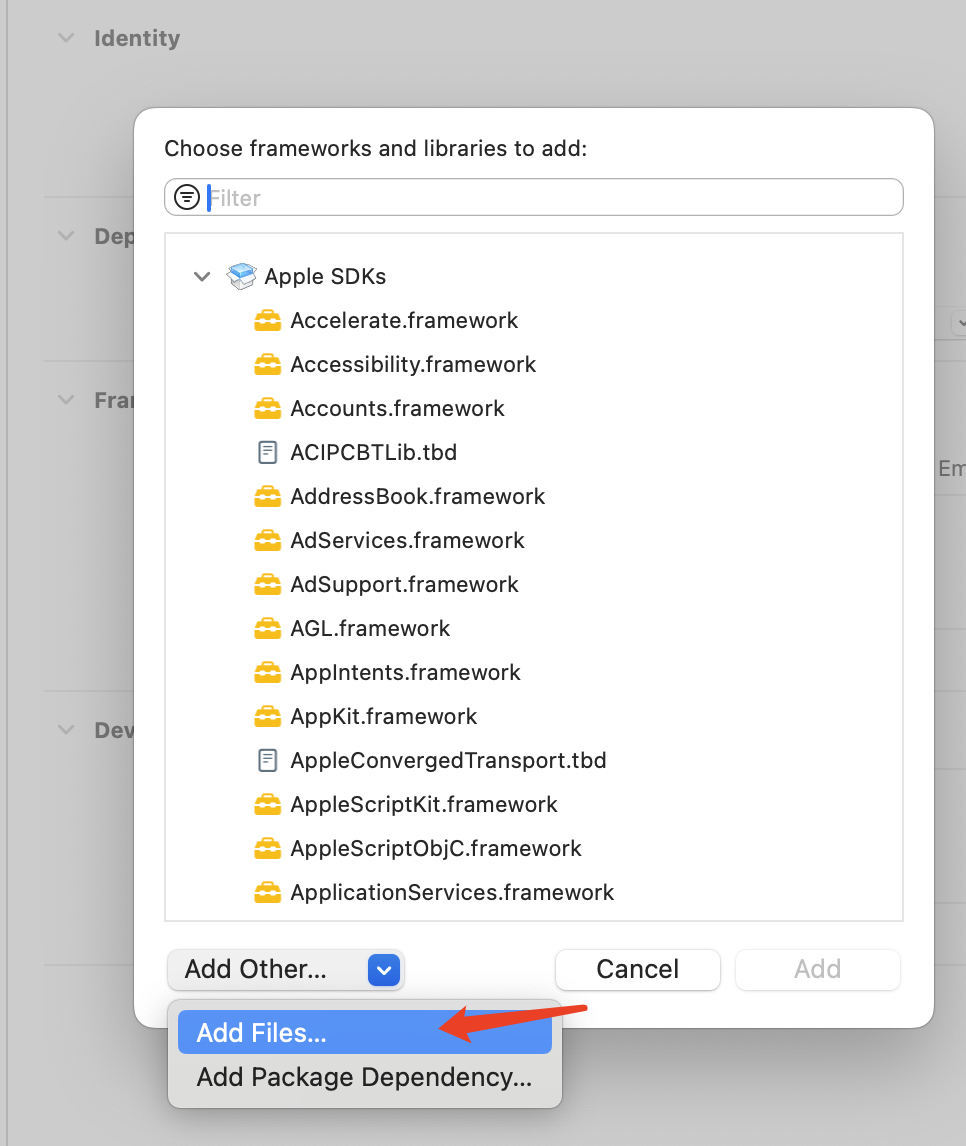 Identity
Choose frameworks and libraries to add:
Filter
Dep
Apple SDKs
Accelerate.framework
Accessibility.framework
Fra
Accounts.framework
ACIPCBTLib.tbd
Em
AddressBook.framework
AdServices.framework
AdSupport.framework
AGL.framework
AppIntents.framework
AppKit.framework
Dev
AppleConvergedTransport.tbd
AppleScriptKit.framework
AppleScriptObjC.framework
ApplicationServices.framework
Add Other...
Cancel
Add
Add Files...
Add Package Dependency...